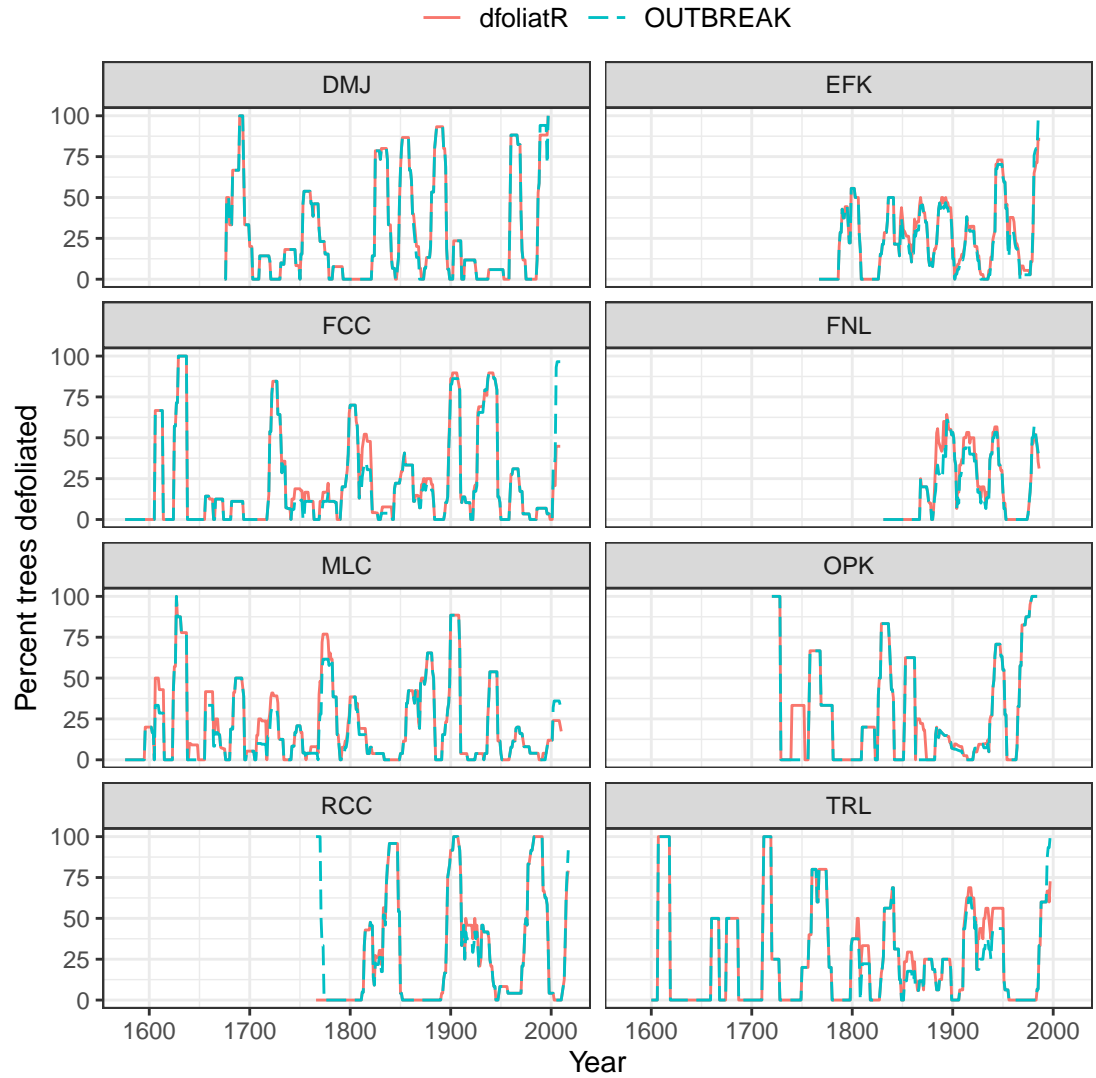 dfoliatR OUTBREAK
DMJ EFK
100
75
50
25
0
FCC FNL
100
75
50
25
0
MLC OPK
100
75
50
25
0
RCC TRL
100
75
50
25
0
Percent trees defoliated
1600 1700 1800 1900 2000 1600 1700 1800 1900 2000
Year